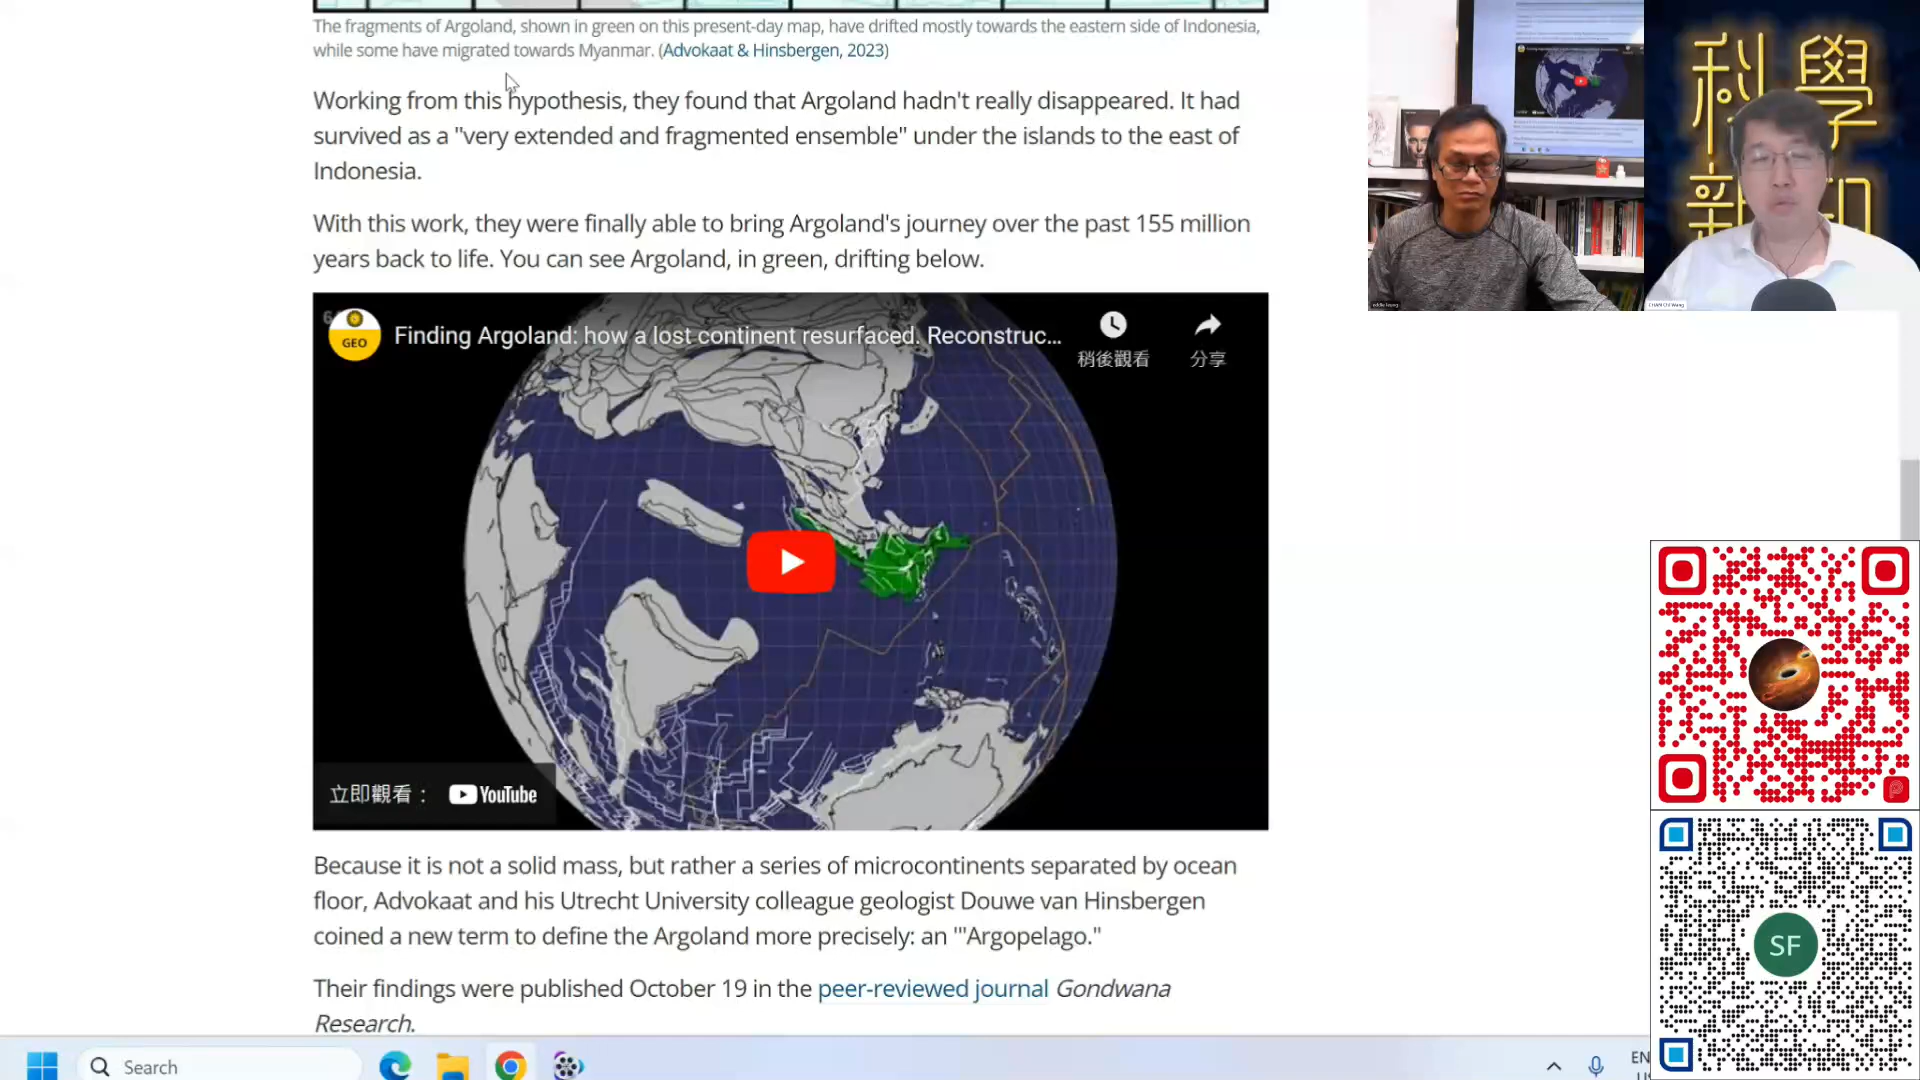 The fragments of Argoland, shown in green on this present-day map, have drifted mostly towards the eastern side of Indonesia,
while some have migrated towards Myanmar. (Advokaat & Hinsbergen, 2023)
Working from this hypothesis, they found that Argoland hadn't really disappeared. It had
survived as a "very extended and fragmented ensemble" under the islands to the east of
Indonesia.
With this work, they were finally able to bring Argoland's journey over the past 155 million
years back to life. You can see Argoland, in green, drifting below.
GEO
Finding Argoland: how a lost continent resurfaced. Reconstruc...
稍後觀看
分享
立即觀看：
YouTube
Because it is not a solid mass, but rather a series of microcontinents separated by ocean
floor, Advokaat and his Utrecht University colleague geologist Douwe van Hinsbergen
coined a new term to define the Argoland more precisely: an '"Argopelago."
Their findings were published October 19 in the peer-reviewed journal Gondwana
Research.
科學
新知
CHAN Chi Wang
SF
Search
EN
US